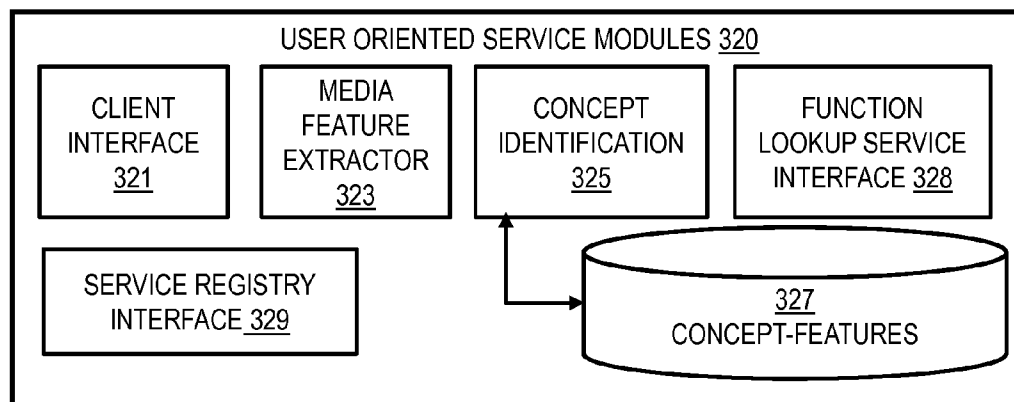 USER ORIENTED SERVICE MODULES 320
CLIENT
INTERFACE
321
MEDIA
FEATURE
EXTRACTOR
323
CONCEPT
IDENTIFICATION
325
FUNCTION
LOOKUP SERVICE
INTERFACE 328
SERVICE REGISTRY
INTERFACE 329
327
CONCEPT-FEATURES